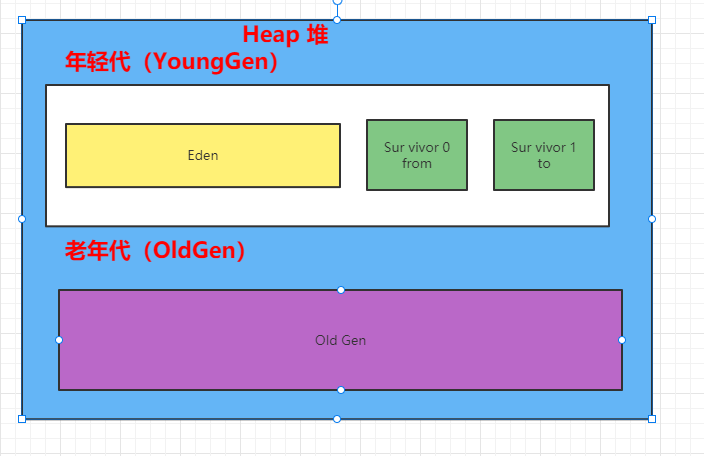 Heap 堆
年轻代（YoungGen）
Eden
Sur vivor 0
from
Sur vivor 1
to
老年代（OldGen）
Old Gen